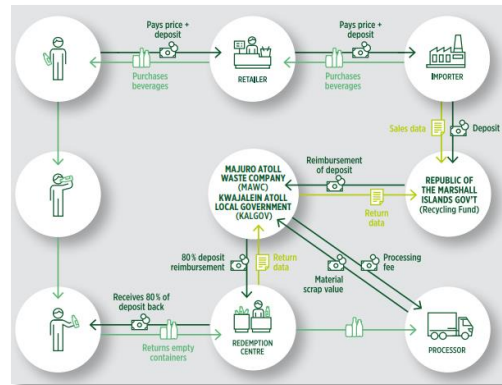 Pays price +
deposit
Pays price +
deposit
Purchases
beverages
RETAILER
Purchases
beverages
IMPORTER
Sales data
Deposit
MAJURO ATOLL
WASTE COMPANY
(MAWC)
KWAJALEIN ATOLL
LOCAL GOVERNMENT
(KALGOV)
Reimbursement
of deposit
REPUBLIC OF
THE MARSHALL
ISLANDS GOV'T
(Recycling Fund)
Return
data
80% deposit
reimbursement
Return
data
Processing
fee
Material
scrap value
Receives 80% of
deposit back
Returns empty
containers
REDEMPTION
CENTRE
PROCESSOR